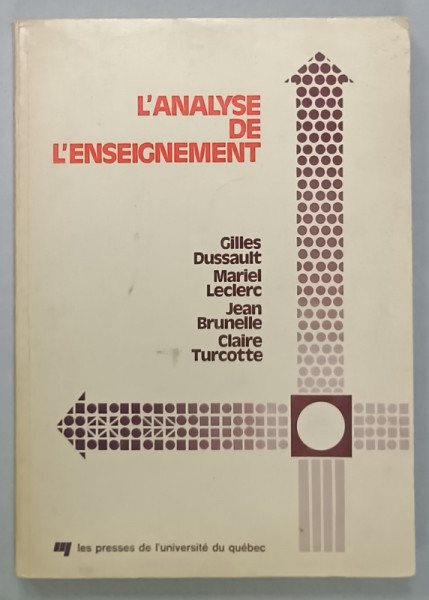 L'ANALYSE
DE
L'ENSEIGNEMENT
Gilles
Dussault
Mariel
Leclerc
Jean
Brunelle
Claire
Turcotte
les presses de l'université du québec